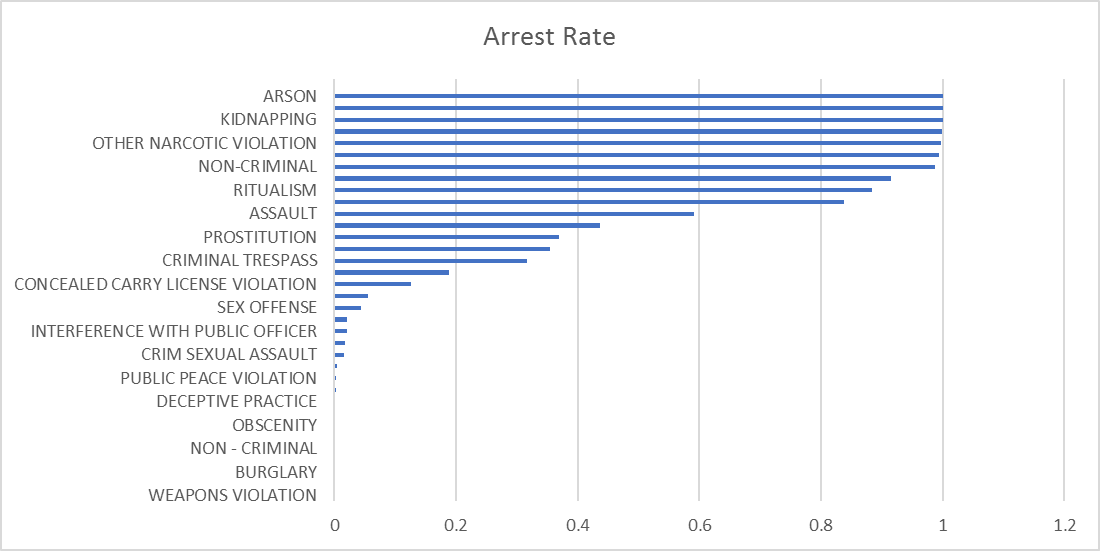 Arrest Rate
ARSON
KIDNAPPING
OTHER NARCOTIC VIOLATION
NON-CRIMINAL
RITUALISM
ASSAULT
PROSTITUTION
CRIMINAL TRESPASS
CONCEALED CARRY LICENSE VIOLATION
SEX OFFENSE
INTERFERENCE WITH PUBLIC OFFICER
CRIM SEXUAL ASSAULT
PUBLIC PEACE VIOLATION
DECEPTIVE PRACTICE
OBSCENITY
NON - CRIMINAL
BURGLARY
WEAPONS VIOLATION
0 0.2 0.4 0.6 0.8 1 1.2